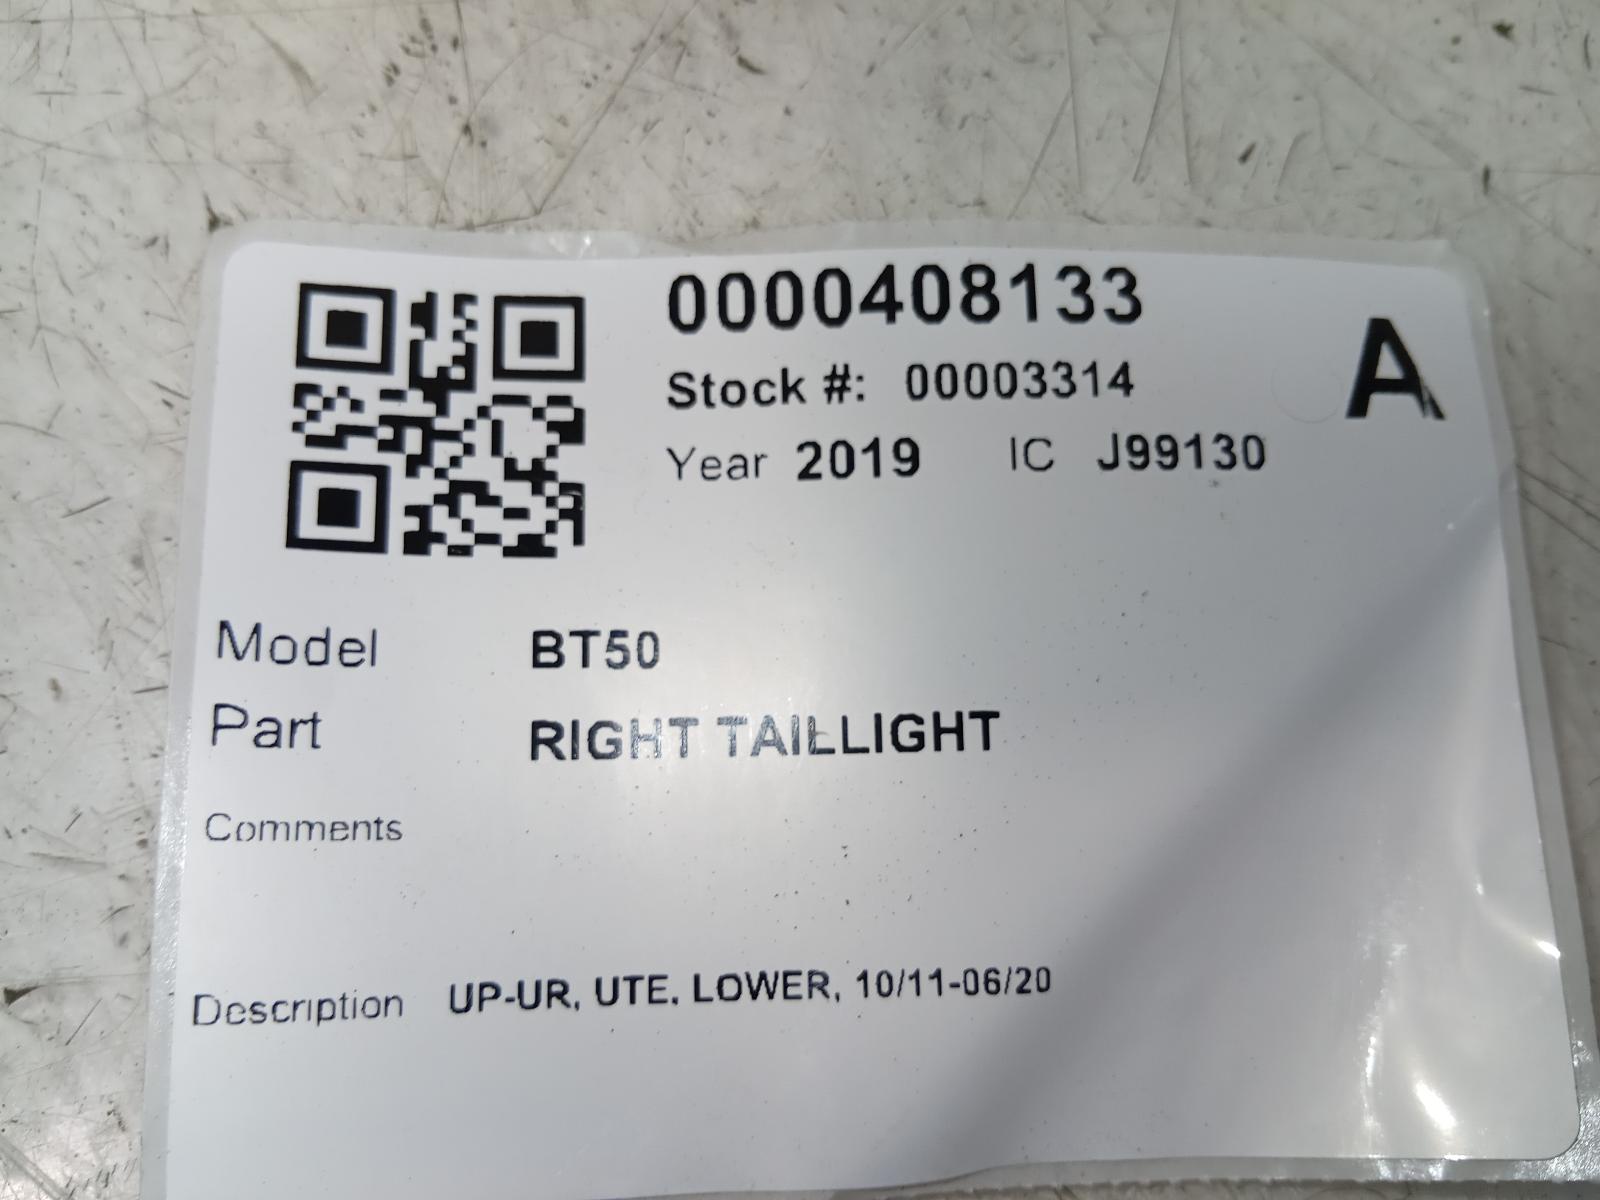 0000408133
Stock #: 00003314
A
Year 2019 IC J99130
Model BT50
Part RIGHT TAILLIGHT
Comments
Description UP-UR, UTE, LOWER, 10/11-06/20